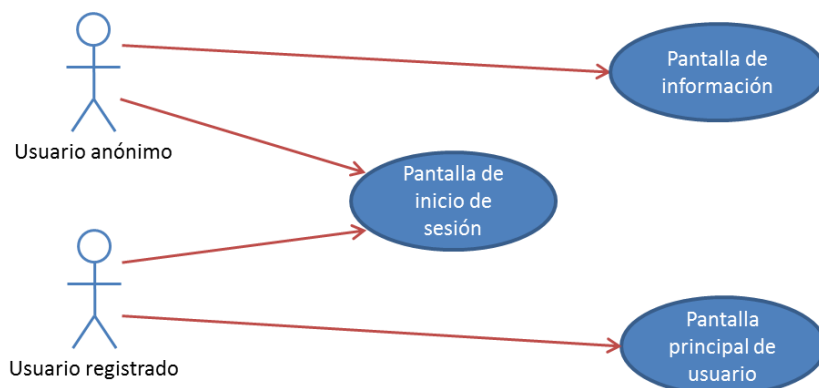 Pantalla de
información
Usuario anónimo
Pantalla de
inicio de
sesión
Usuario registrado
Pantalla
principal de
usuario